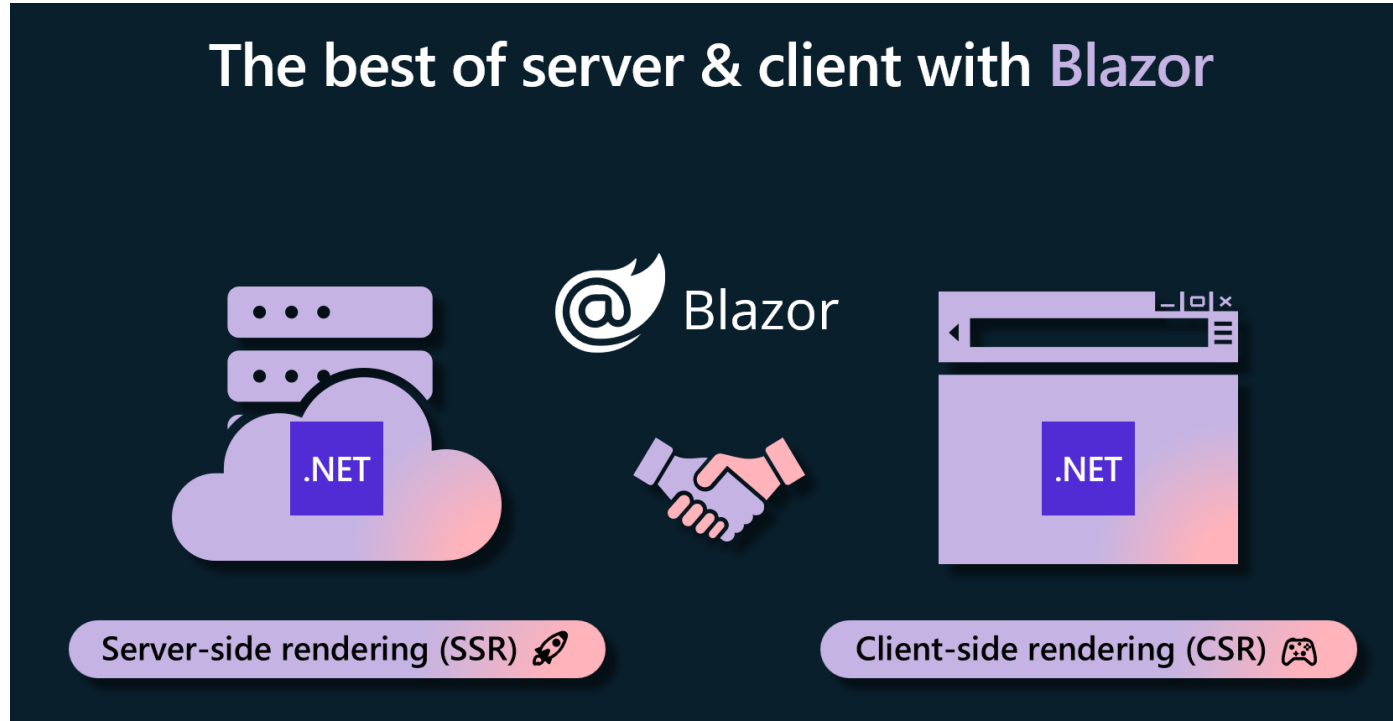 The best of server & client with Blazor
@ Blazor
.NET
.NET
Server-side rendering (SSR) 🚀
Client-side rendering (CSR) 🎮